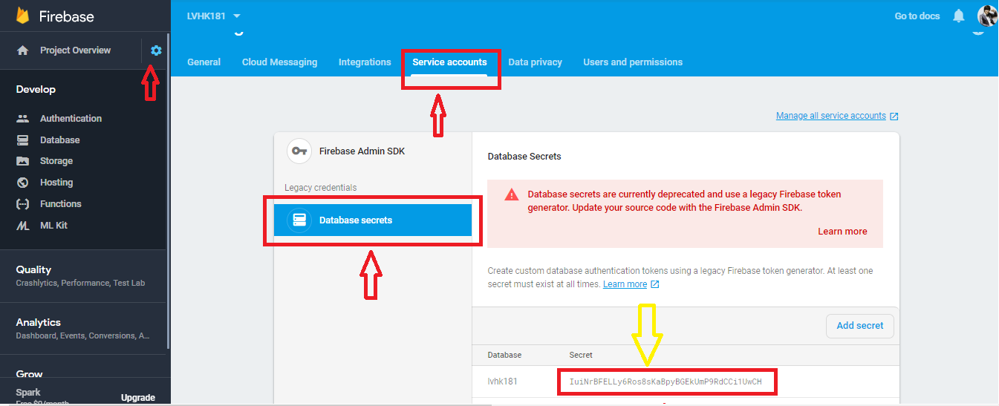 Firebase
LVHK181
Go to docs
Project Overview
General
Cloud Messaging
Integrations
Service accounts
Data privacy
Users and permissions
Develop
Authentication
Database
Storage
Hosting
Functions
ML Kit
Quality
Crashlytics, Performance, Test Lab
Analytics
Dashboard, Events, Conversions, A...
Grow
Spark
Free $0/month
Upgrade
Manage all service accounts
Firebase Admin SDK
Legacy credentials
Database secrets
Database Secrets
Database secrets are currently deprecated and use a legacy Firebase token
generator. Update your source code with the Firebase Admin SDK.
Learn more
Create custom database authentication tokens using a legacy Firebase token generator. At least one
secret must exist at all times. Learn more
Add secret
Database
Secret
lvhk181
IuiNrBFELLy6Ros8sKaBpyBGEkUmP9RdCCi1UwCH